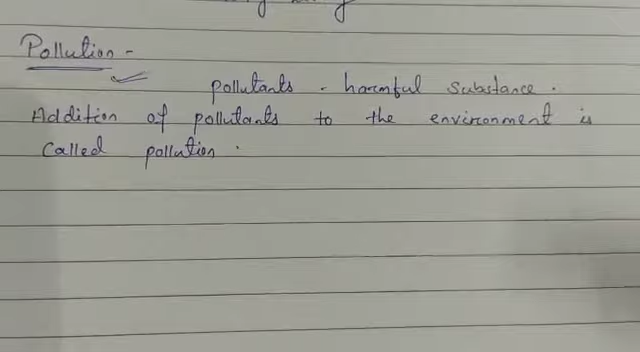 Pollution -
pollutants - harmful substance.
Addition of pollutants to the environment is
called pollution.